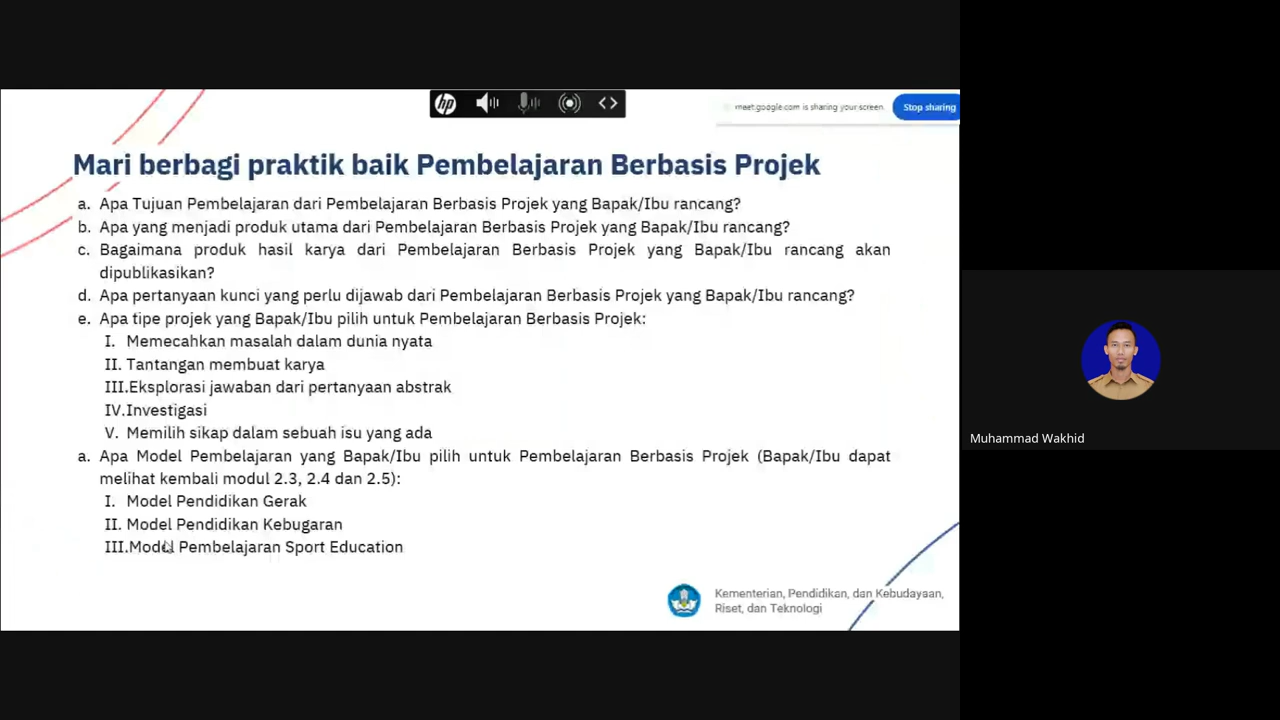 hp
meet.google.com is sharing your screen.
Stop sharing
Mari berbagi praktik baik Pembelajaran Berbasis Projek
a. Apa Tujuan Pembelajaran dari Pembelajaran Berbasis Projek yang Bapak/Ibu rancang?
b. Apa yang menjadi produk utama dari Pembelajaran Berbasis Projek yang Bapak/Ibu rancang?
c. Bagaimana produk hasil karya dari Pembelajaran Berbasis Projek yang Bapak/Ibu rancang akan
dipublikasikan?
d. Apa pertanyaan kunci yang perlu dijawab dari Pembelajaran Berbasis Projek yang Bapak/Ibu rancang?
e. Apa tipe projek yang Bapak/Ibu pilih untuk Pembelajaran Berbasis Projek:
I. Memecahkan masalah dalam dunia nyata
II. Tantangan membuat karya
III.Eksplorasi jawaban dari pertanyaan abstrak
IV.Investigasi
V. Memilih sikap dalam sebuah isu yang ada
a. Apa Model Pembelajaran yang Bapak/Ibu pilih untuk Pembelajaran Berbasis Projek (Bapak/Ibu dapat
melihat kembali modul 2.3, 2.4 dan 2.5):
I. Model Pendidikan Gerak
II. Model Pendidikan Kebugaran
III.Model Pembelajaran Sport Education
Kementerian, Pendidikan, dan Kebudayaan,
Riset, dan Teknologi
Muhammad Wakhid